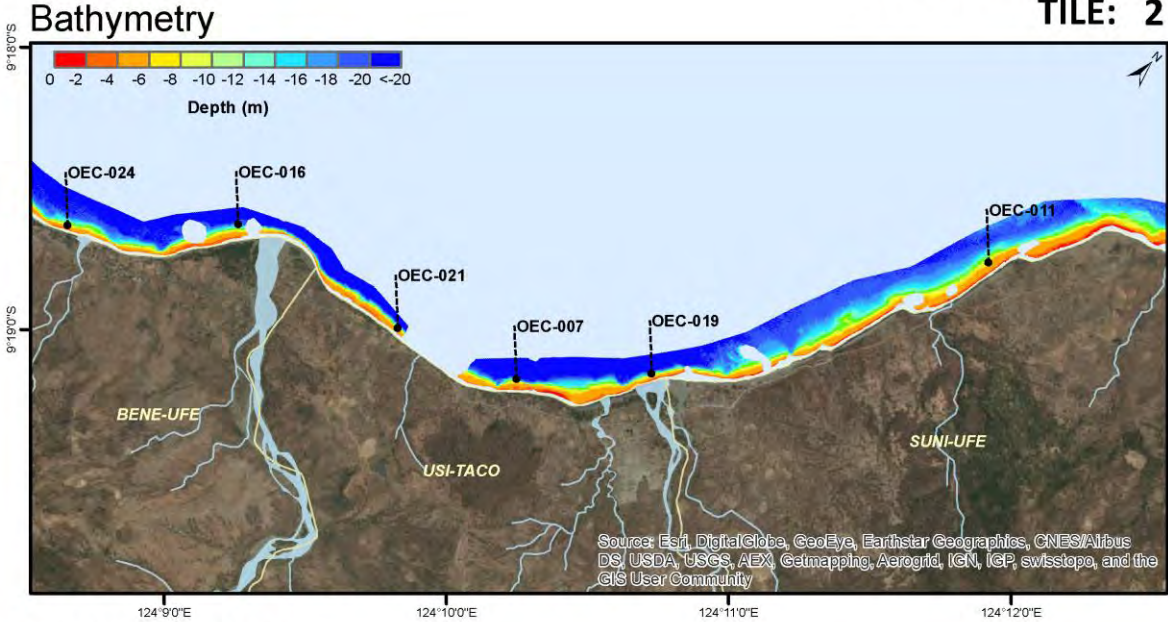 Bathymetry
TILE: 2
9°18'0"S
0 -2 -4 -6 -8 -10 -12 -14 -16 -18 -20 <-20
Depth (m)
N
OEC-024
OEC-016
OEC-011
OEC-021
OEC-007
OEC-019
9°19'0"S
BENE-UFE
USI-TACO
SUNI-UFE
Source: Esri, DigitalGlobe, GeoEye, Earthstar Geographics, CNES/Airbus
DS, USDA, USGS, AEX, Getmapping, Aerogrid, IGN, IGP, swisstopo, and the
GIS User Community
124°9'0"E
124°10'0"E
124°11'0"E
124°12'0"E